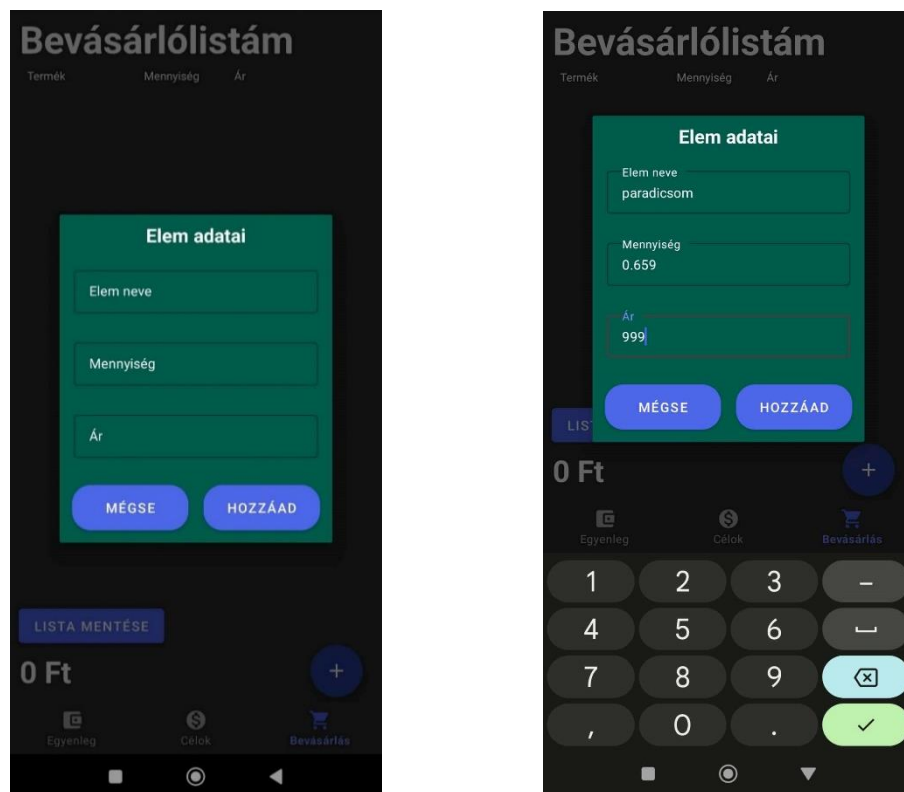 Bevásárlólistám
Termék Mennyiség Ár
Elem adatai
Elem neve
Mennyiség
Ár
MÉGSE HOZZÁAD
LISTA MENTÉSE
0 Ft
+
Egyenleg Célok Bevásárlás
Bevásárlólistám
Termék Mennyiség Ár
Elem adatai
Elem neve
paradicsom
Mennyiség
0.659
Ár
999
MÉGSE HOZZÁAD
LIS
0 Ft
+
Egyenleg Célok Bevásárlás
1 2 3 –
4 5 6
7 8 9
, 0 .